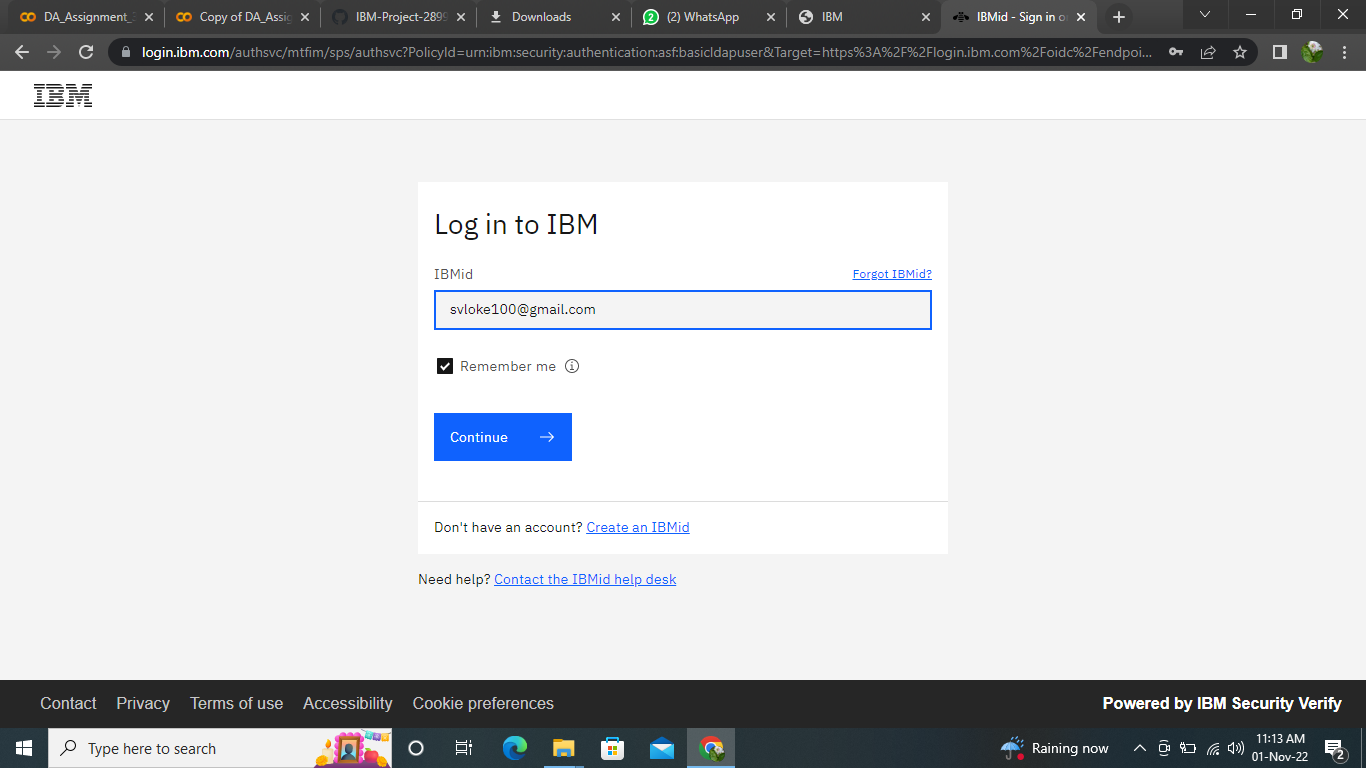 DA_Assignment_3
Copy of DA_Assig
IBM-Project-2899
Downloads
(2) WhatsApp
IBM
IBMid - Sign in o
login.ibm.com/authsvc/mtfim/sps/authsvc?PolicyId=urn:ibm:security:authentication:asf:basicldapuser&Target=https%3A%2F%2Flogin.ibm.com%2Foidc%2Fendpoi...
IBM
Log in to IBM
IBMid
Forgot IBMid?
svloke100@gmail.com
Remember me
Continue
Don't have an account? Create an IBMid
Need help? Contact the IBMid help desk
Contact Privacy Terms of use Accessibility Cookie preferences
Powered by IBM Security Verify
Type here to search
Raining now
11:13 AM
01-Nov-22
2